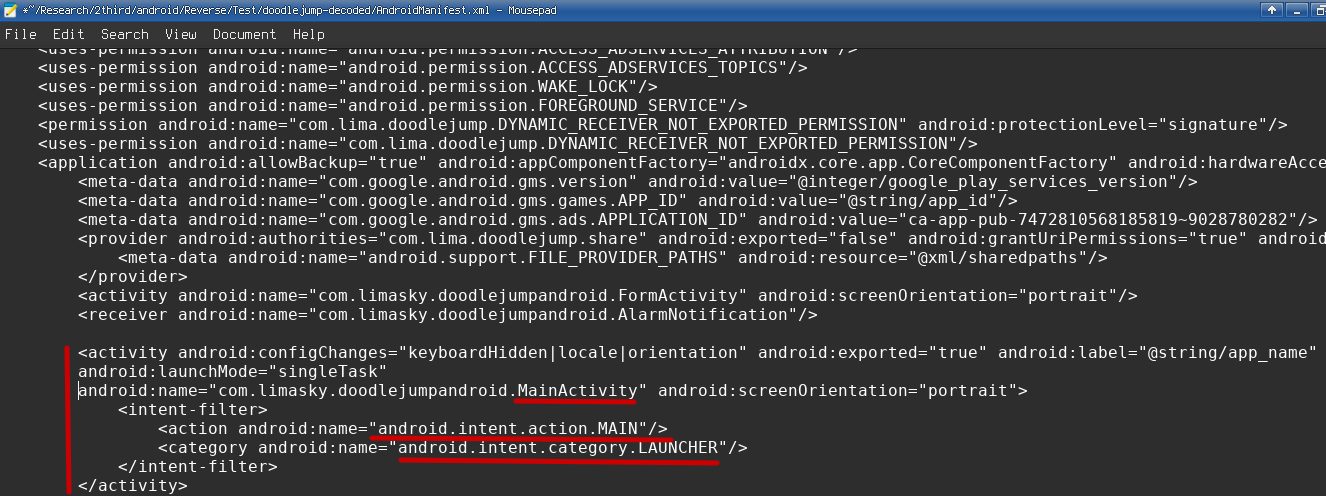 *~/Research/2third/android/Reverse/Test/doodlejump-decoded/AndroidManifest.xml - Mousepad
File Edit Search View Document Help
<uses-permission android:name="android.permission.ACCESS_ADSERVICES_ATTRIBUTION"/>
<uses-permission android:name="android.permission.ACCESS_ADSERVICES_TOPICS"/>
<uses-permission android:name="android.permission.WAKE_LOCK"/>
<uses-permission android:name="android.permission.FOREGROUND_SERVICE"/>
<permission android:name="com.lima.doodlejump.DYNAMIC_RECEIVER_NOT_EXPORTED_PERMISSION" android:protectionLevel="signature"/>
<uses-permission android:name="com.lima.doodlejump.DYNAMIC_RECEIVER_NOT_EXPORTED_PERMISSION"/>
<application android:allowBackup="true" android:appComponentFactory="androidx.core.app.CoreComponentFactory" android:hardwareAcce
<meta-data android:name="com.google.android.gms.version" android:value="@integer/google_play_services_version"/>
<meta-data android:name="com.google.android.gms.games.APP_ID" android:value="@string/app_id"/>
<meta-data android:name="com.google.android.gms.ads.APPLICATION_ID" android:value="ca-app-pub-7472810568185819~9028780282"/>
<provider android:authorities="com.lima.doodlejump.share" android:exported="false" android:grantUriPermissions="true" android
<meta-data android:name="android.support.FILE_PROVIDER_PATHS" android:resource="@xml/sharedpaths"/>
</provider>
<activity android:name="com.limasky.doodlejumpandroid.FormActivity" android:screenOrientation="portrait"/>
<receiver android:name="com.limasky.doodlejumpandroid.AlarmNotification"/>
<activity android:configChanges="keyboardHidden|locale|orientation" android:exported="true" android:label="@string/app_name"
android:launchMode="singleTask"
android:name="com.limasky.doodlejumpandroid.MainActivity" android:screenOrientation="portrait">
<intent-filter>
<action android:name="android.intent.action.MAIN"/>
<category android:name="android.intent.category.LAUNCHER"/>
</intent-filter>
</activity>